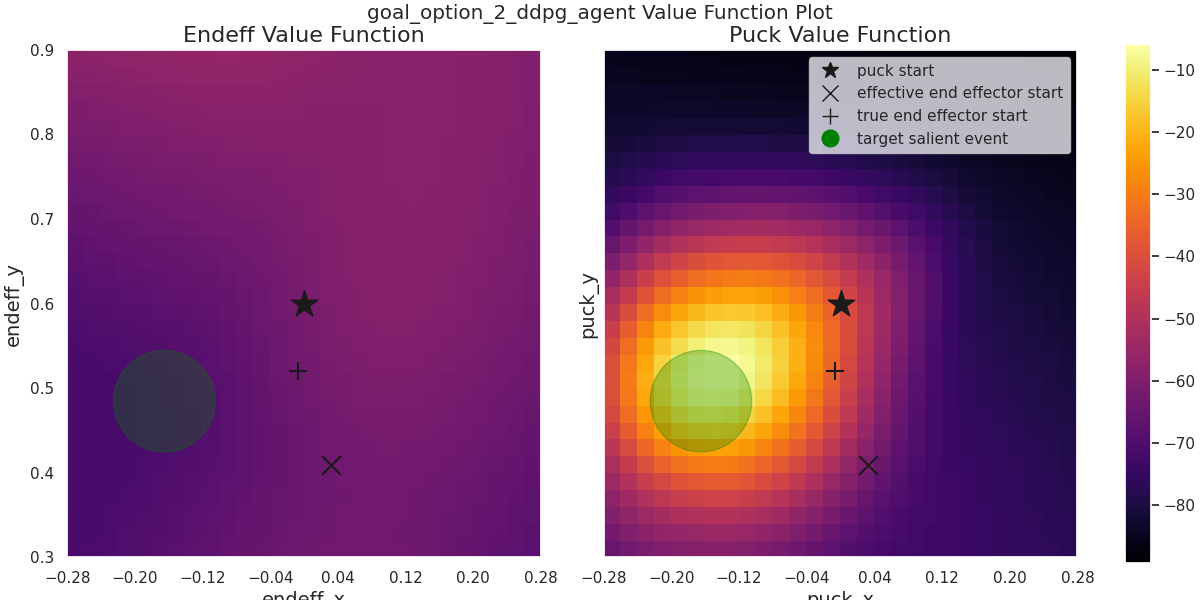 goal_option_2_ddpg_agent Value Function Plot
Endeff Value Function
Puck Value Function
0.9
0.8
0.7
0.6
0.5
0.4
0.3
endeff_y
−0.28 −0.20 −0.12 −0.04 0.04 0.12 0.20 0.28
endeff_x
puck start
effective end effector start
true end effector start
target salient event
puck_y
−0.28 −0.20 −0.12 −0.04 0.04 0.12 0.20 0.28
puck_x
−10
−20
−30
−40
−50
−60
−70
−80